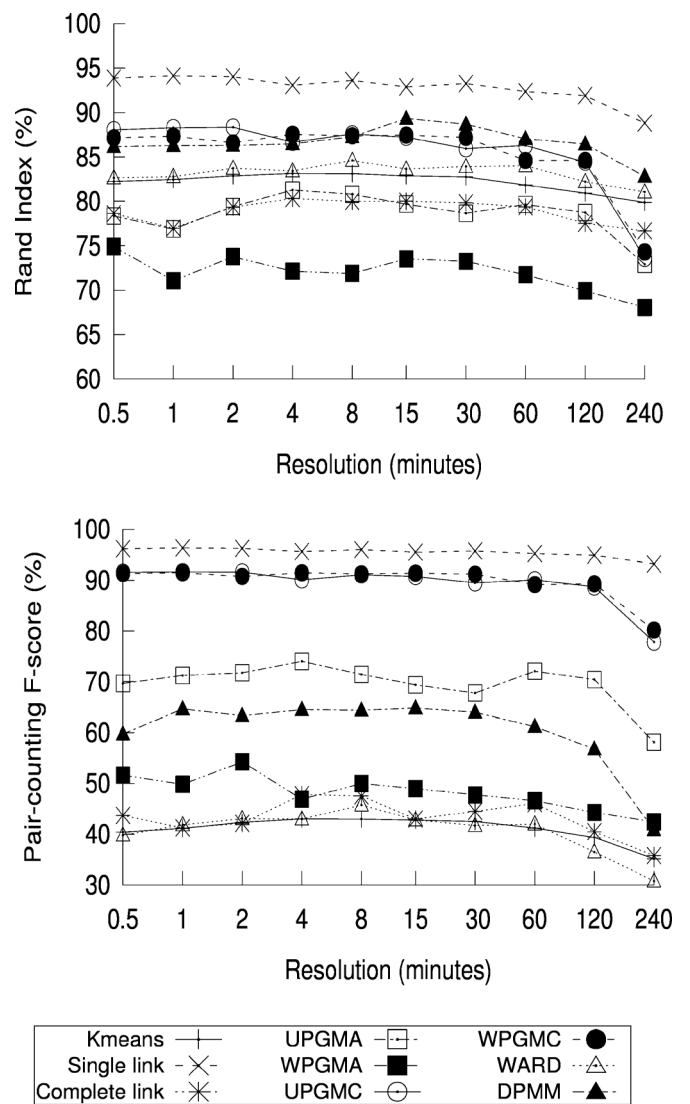 100
95
90
85
80
75
70
65
60
Rand Index (%)
0.5 1 2 4 8 15 30 60 120 240
Resolution (minutes)
100
90
80
70
60
50
40
30
Pair-counting F-score (%)
0.5 1 2 4 8 15 30 60 120 240
Resolution (minutes)
Kmeans UPGMA WPGMC
Single link WPGMA WARD
Complete link UPGMC DPMM